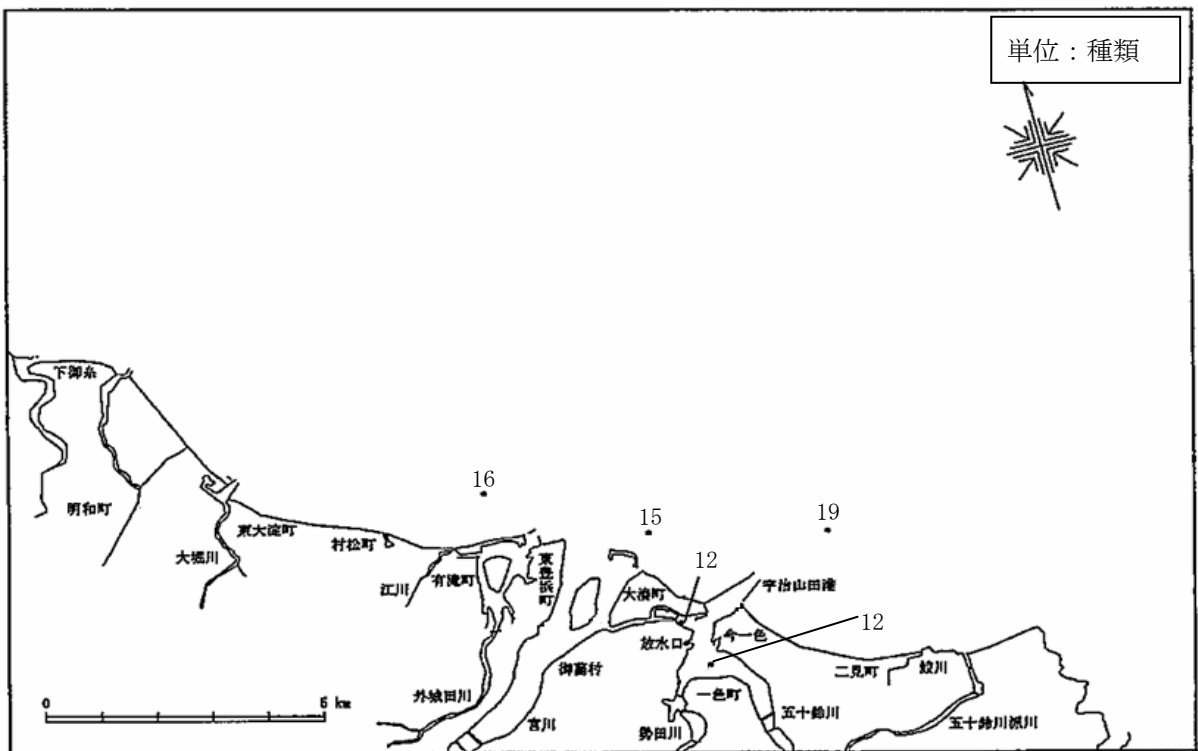 単位：種類
下御糸
16
明和町
15
19
東大淀町
村松町
大堀川
12
江川
有滝町
東豊浜町
大湊町
宇治山田港
12
放水口
今一色
御薗村
二見町
外城田川
一色町
0
5 km
宮川
勢田川
五十鈴川
五十鈴川派川